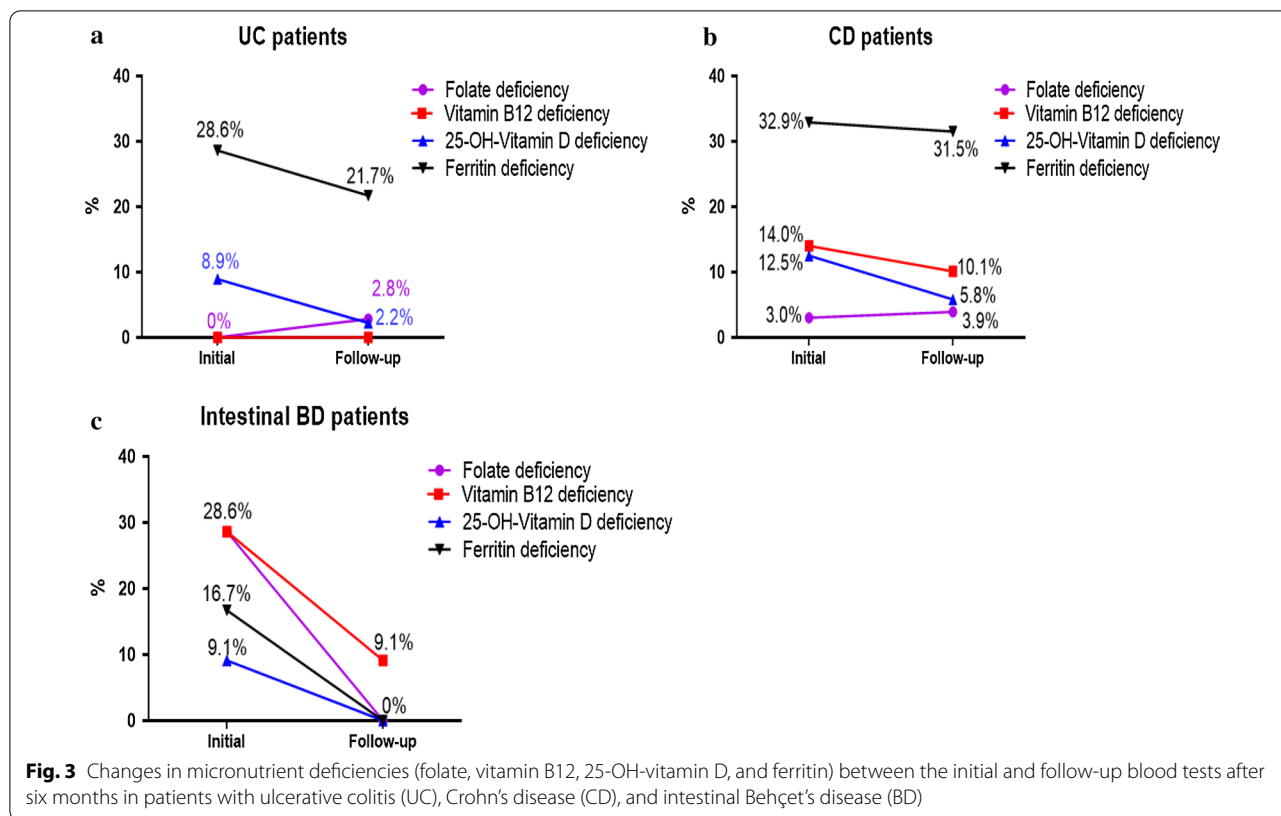 a
UC patients
40
30
20
10
0
%
28.6%
21.7%
8.9%
2.8%
0%
2.2%
Initial
Follow-up
Folate deficiency
Vitamin B12 deficiency
25-OH-Vitamin D deficiency
Ferritin deficiency
b
CD patients
40
30
20
10
0
%
32.9%
31.5%
14.0%
12.5%
10.1%
5.8%
3.0%
3.9%
Initial
Follow-up
Folate deficiency
Vitamin B12 deficiency
25-OH-Vitamin D deficiency
Ferritin deficiency
c
Intestinal BD patients
40
30
20
10
0
%
28.6%
16.7%
9.1%
9.1%
0%
Initial
Follow-up
Folate deficiency
Vitamin B12 deficiency
25-OH-Vitamin D deficiency
Ferritin deficiency
Fig. 3 Changes in micronutrient deficiencies (folate, vitamin B12, 25-OH-vitamin D, and ferritin) between the initial and follow-up blood tests after
six months in patients with ulcerative colitis (UC), Crohn’s disease (CD), and intestinal Behçet’s disease (BD)